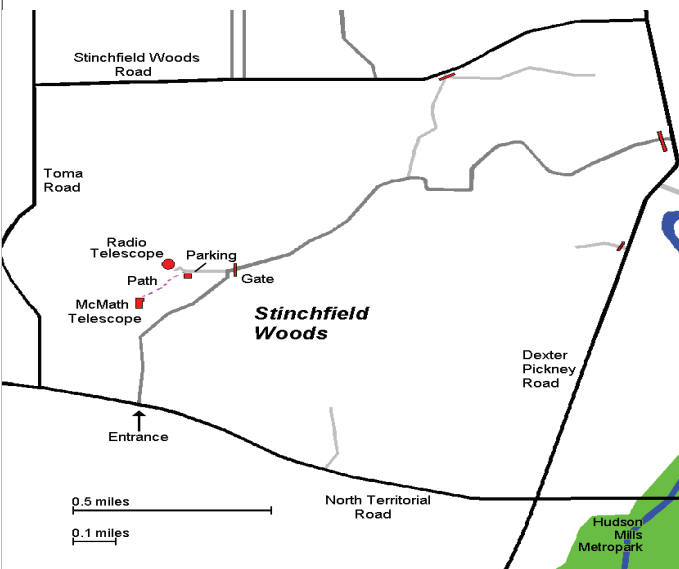 Stinchfield Woods
Road
Toma
Road
Radio
Telescope
Parking
Path
Gate
McMath
Telescope
Stinchfield
Woods
Dexter
Pickney
Road
Entrance
0.5 miles
North Territorial
Road
0.1 miles
Hudson
Mills
Metropark